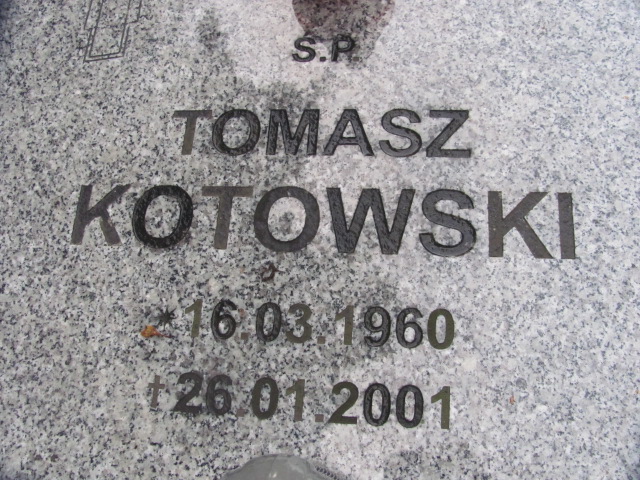 Ś.P
TOMASZ
KOTOWSKI
* 16.03.1960
† 26.01.2001